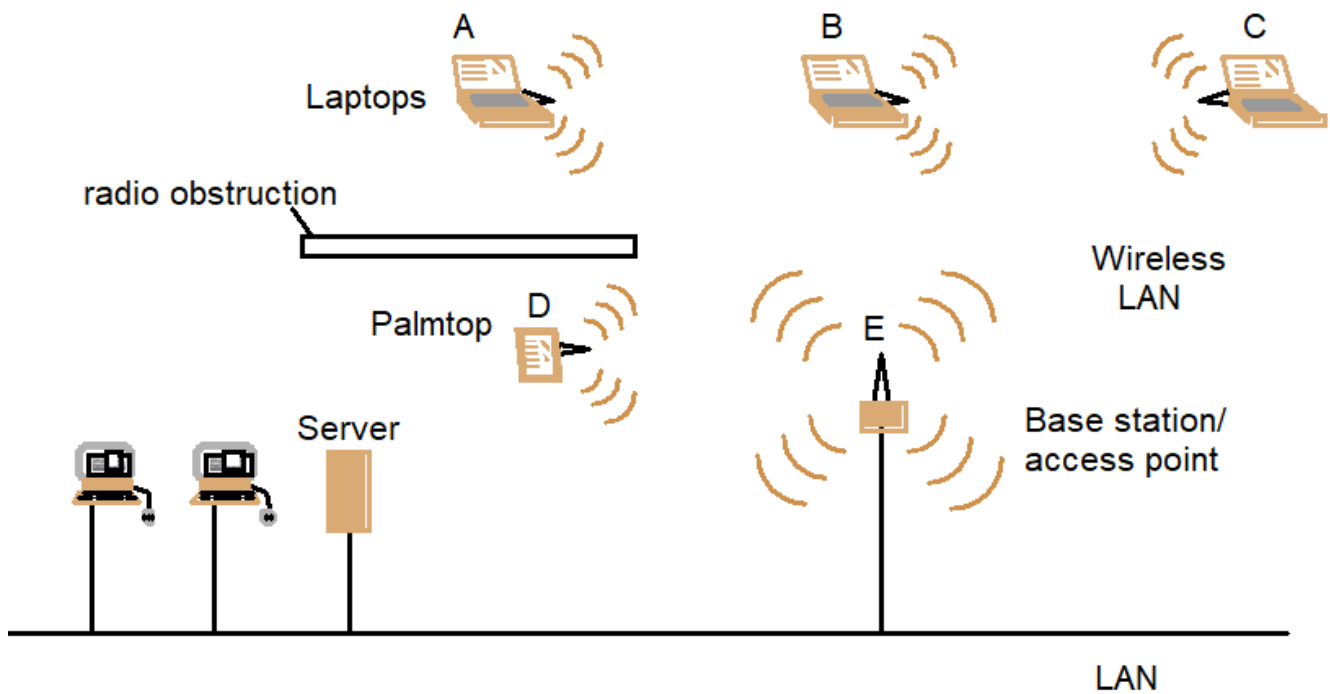 A
B
C
Laptops
radio obstruction
Wireless
LAN
D
Palmtop
E
Server
Base station/
access point
LAN